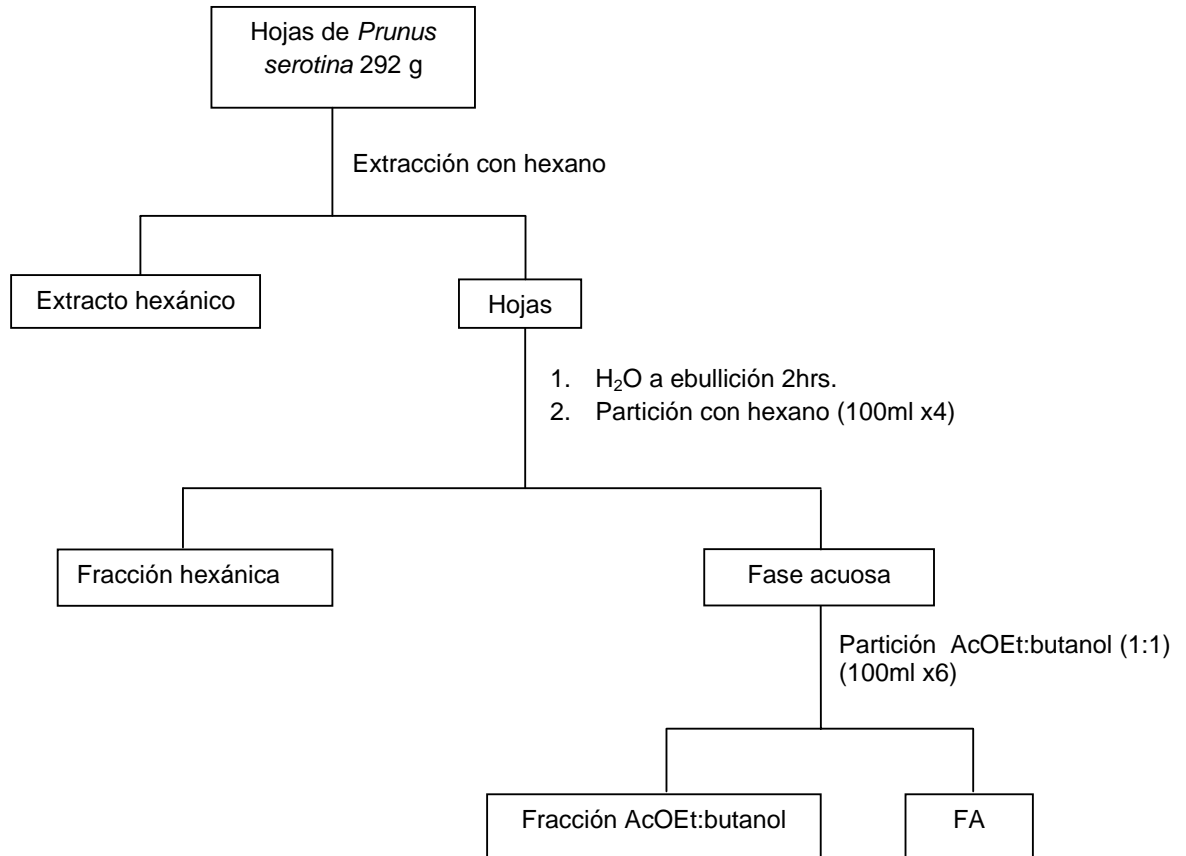 Hojas de Prunus
serotina 292 g
Extracción con hexano
Extracto hexánico
Hojas
1. H₂O a ebullición 2hrs.
2. Partición con hexano (100ml x4)
Fracción hexánica
Fase acuosa
Partición AcOEt:butanol (1:1)
(100ml x6)
Fracción AcOEt:butanol
FA